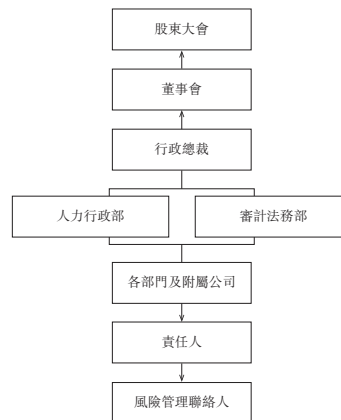 股東大會
董事會
行政總裁
人力行政部
審計法務部
各部門及附屬公司
責任人
風險管理聯絡人